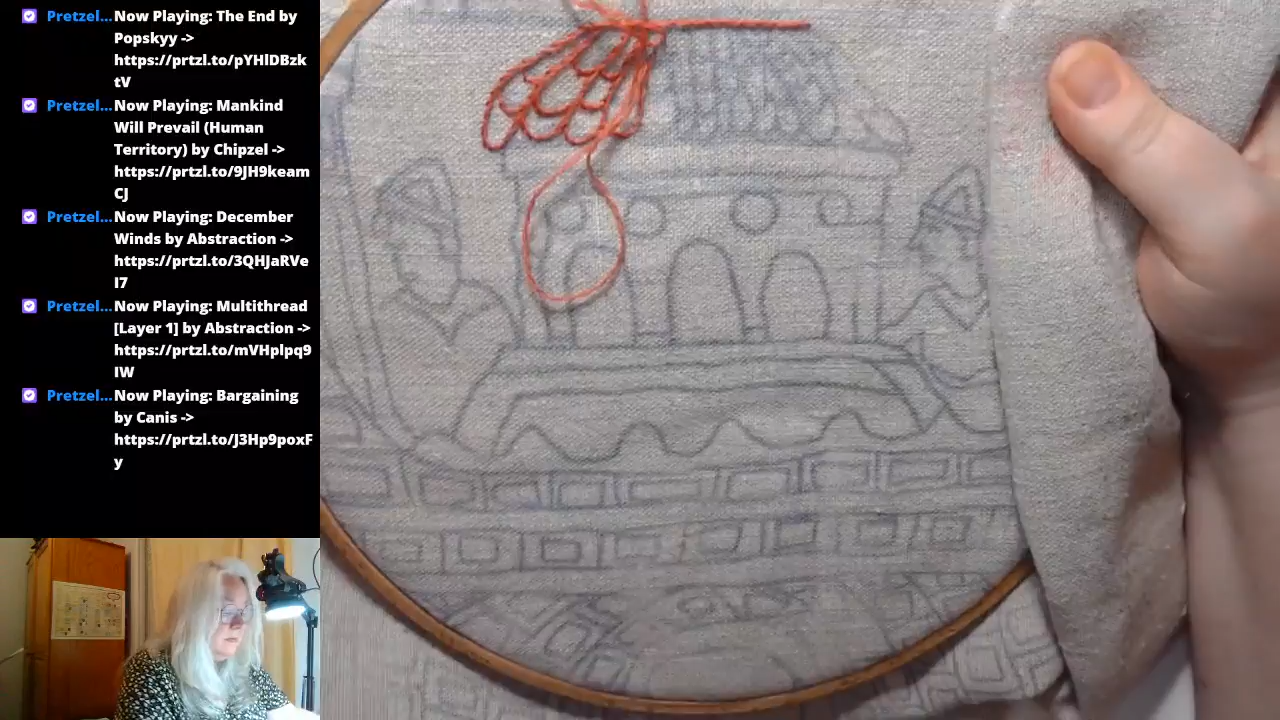 Pretzel... Now Playing: The End by
Popskyy ->
https://prtzl.to/pYHlDBzk
tV
Pretzel... Now Playing: Mankind
Will Prevail (Human
Territory) by Chipzel ->
https://prtzl.to/9JH9keam
CJ
Pretzel... Now Playing: December
Winds by Abstraction ->
https://prtzl.to/3QHJaRVe
I7
Pretzel... Now Playing: Multithread
[Layer 1] by Abstraction ->
https://prtzl.to/mVHplpq9
IW
Pretzel... Now Playing: Bargaining
by Canis ->
https://prtzl.to/J3Hp9poxF
y